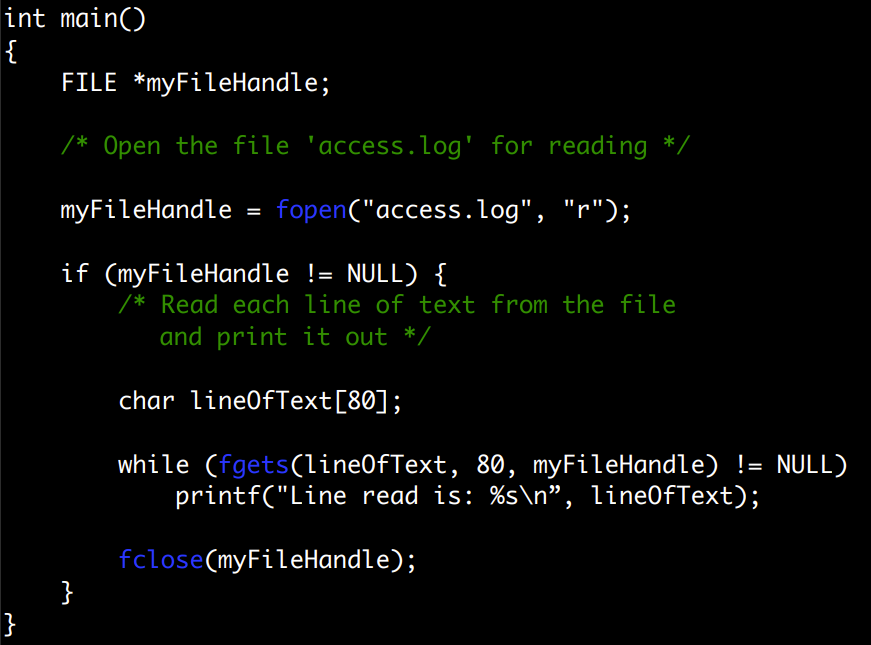 int main()
{
    FILE *myFileHandle;

    /* Open the file 'access.log' for reading */

    myFileHandle = fopen("access.log", "r");

    if (myFileHandle != NULL) {
        /* Read each line of text from the file
           and print it out */

        char lineOfText[80];

        while (fgets(lineOfText, 80, myFileHandle) != NULL)
            printf("Line read is: %s\n”, lineOfText);

        fclose(myFileHandle);
    }
}